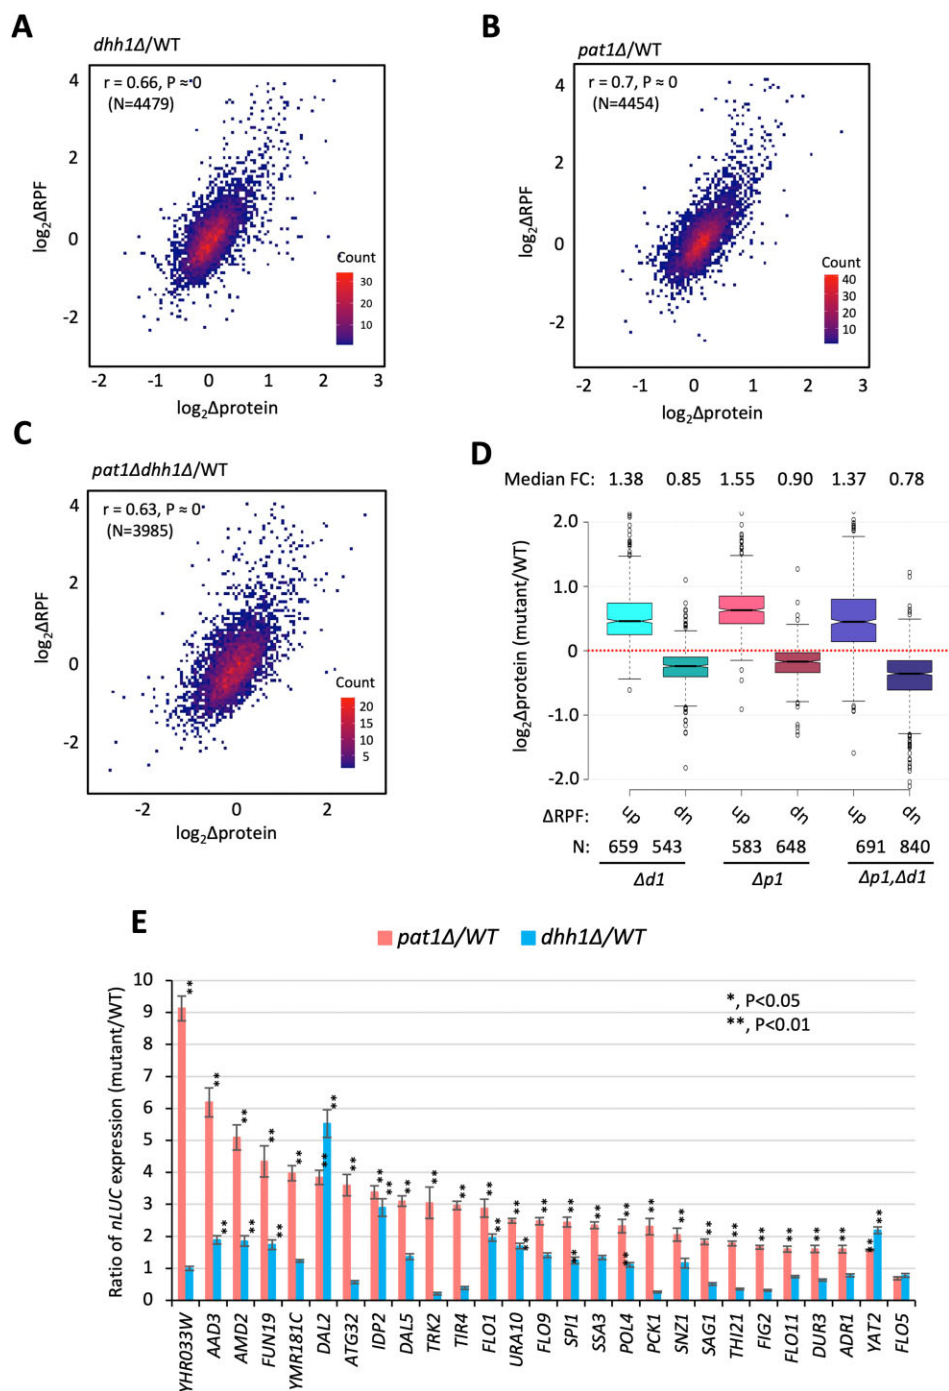 A
dhh1Δ/WT
r = 0.66, P ≈ 0
(N=4479)
4
2
0
-2
log2ΔRPF
Count
30
20
10
-2 -1 0 1 2 3
log2Δprotein
B
pat1Δ/WT
r = 0.7, P ≈ 0
(N=4454)
4
2
0
-2
log2ΔRPF
Count
40
30
20
10
-2 -1 0 1 2 3
log2Δprotein
C
pat1Δdhh1Δ/WT
r = 0.63, P ≈ 0
(N=3985)
4
2
0
-2
log2ΔRPF
Count
20
15
10
5
-2 0 2
log2Δprotein
D
Median FC: 1.38 0.85 1.55 0.90 1.37 0.78
log2Δprotein (mutant/WT)
2.0
1.0
0
-1.0
-2.0
ΔRPF: up dn up dn up dn
N: 659 543 583 648 691 840
Δd1 Δp1 Δp1,Δd1
E
pat1Δ/WT dhh1Δ/WT
*, P<0.05
**, P<0.01
Ratio of nLUC expression (mutant/WT)
10
9
8
7
6
5
4
3
2
1
0
** ** ** ** ** ** ** ** ** ** ** ** ** ** ** ** ** ** ** ** ** ** ** ** ** ** ** ** ** ** ** ** ** **
YHR033W AAD3 AMD2 FUN19 YMR181C DAL2 ATG32 IDP2 DAL5 TRK2 TIR4 FLO1 URA10 FLO9 SPI1 SSA3 POL4 PCK1 SNZ1 SAG1 THI21 FIG2 FLO11 DUR3 ADR1 YAT2 FLO5